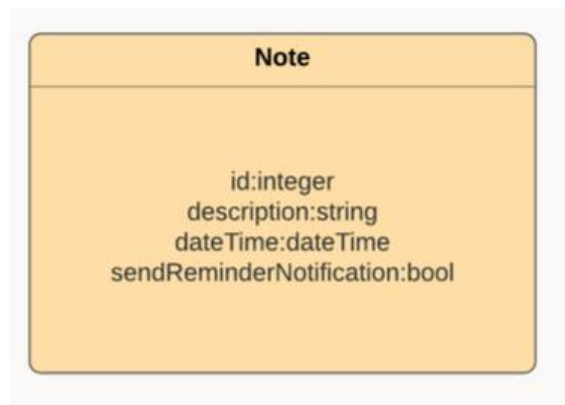 Note
id:integer
description:string
dateTime:dateTime
sendReminderNotification:bool